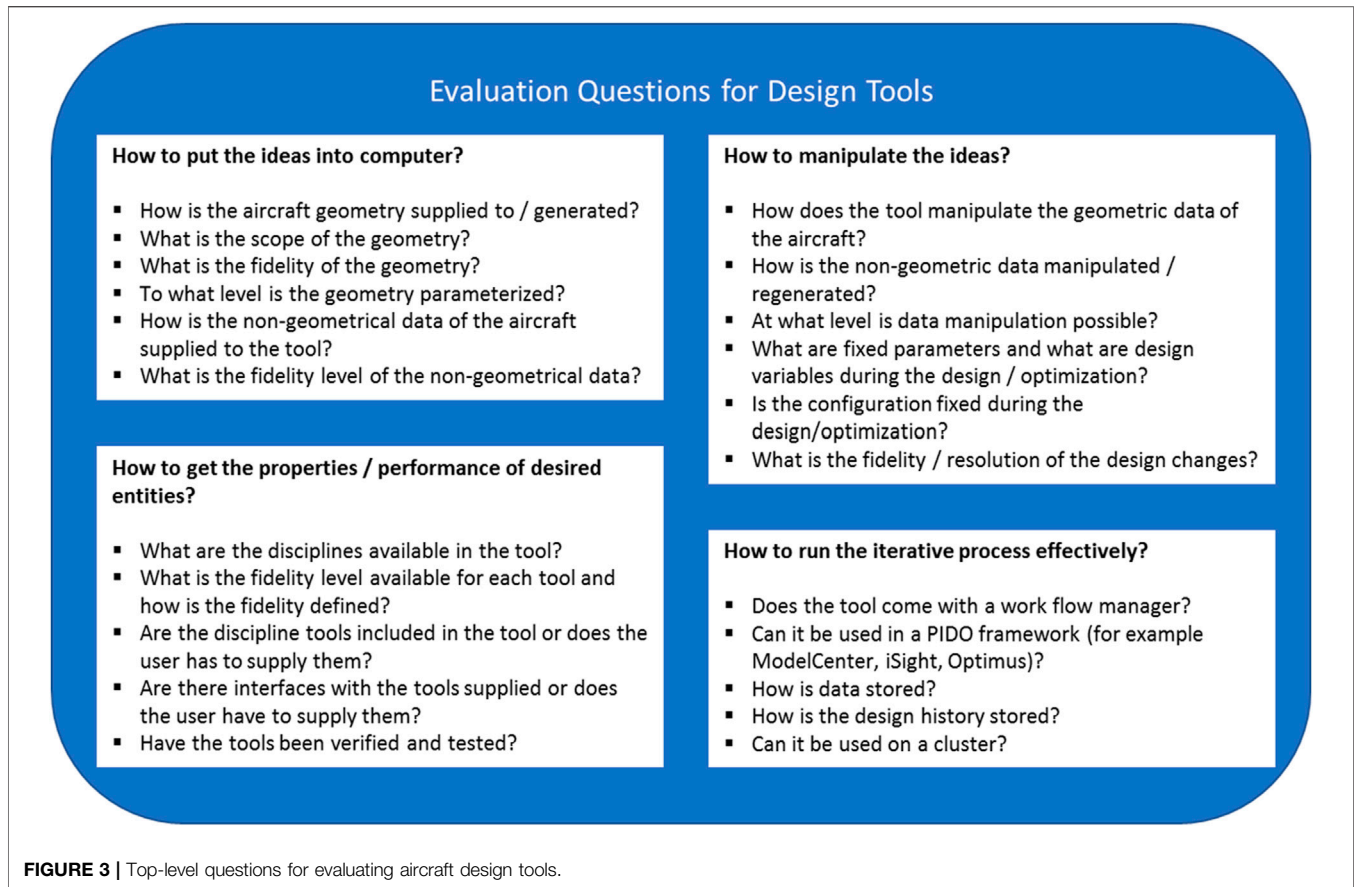 Evaluation Questions for Design Tools
How to put the ideas into computer?
▪ How is the aircraft geometry supplied to / generated?
▪ What is the scope of the geometry?
▪ What is the fidelity of the geometry?
▪ To what level is the geometry parameterized?
▪ How is the non-geometrical data of the aircraft
supplied to the tool?
▪ What is the fidelity level of the non-geometrical data?
How to get the properties / performance of desired
entities?
▪ What are the disciplines available in the tool?
▪ What is the fidelity level available for each tool and
how is the fidelity defined?
▪ Are the discipline tools included in the tool or does the
user has to supply them?
▪ Are there interfaces with the tools supplied or does
the user have to supply them?
▪ Have the tools been verified and tested?
How to manipulate the ideas?
▪ How does the tool manipulate the geometric data of
the aircraft?
▪ How is the non-geometric data manipulated /
regenerated?
▪ At what level is data manipulation possible?
▪ What are fixed parameters and what are design
variables during the design / optimization?
▪ Is the configuration fixed during the
design/optimization?
▪ What is the fidelity / resolution of the design changes?
How to run the iterative process effectively?
▪ Does the tool come with a work flow manager?
▪ Can it be used in a PIDO framework (for example
ModelCenter, iSight, Optimus)?
▪ How is data stored?
▪ How is the design history stored?
▪ Can it be used on a cluster?
FIGURE 3 | Top-level questions for evaluating aircraft design tools.